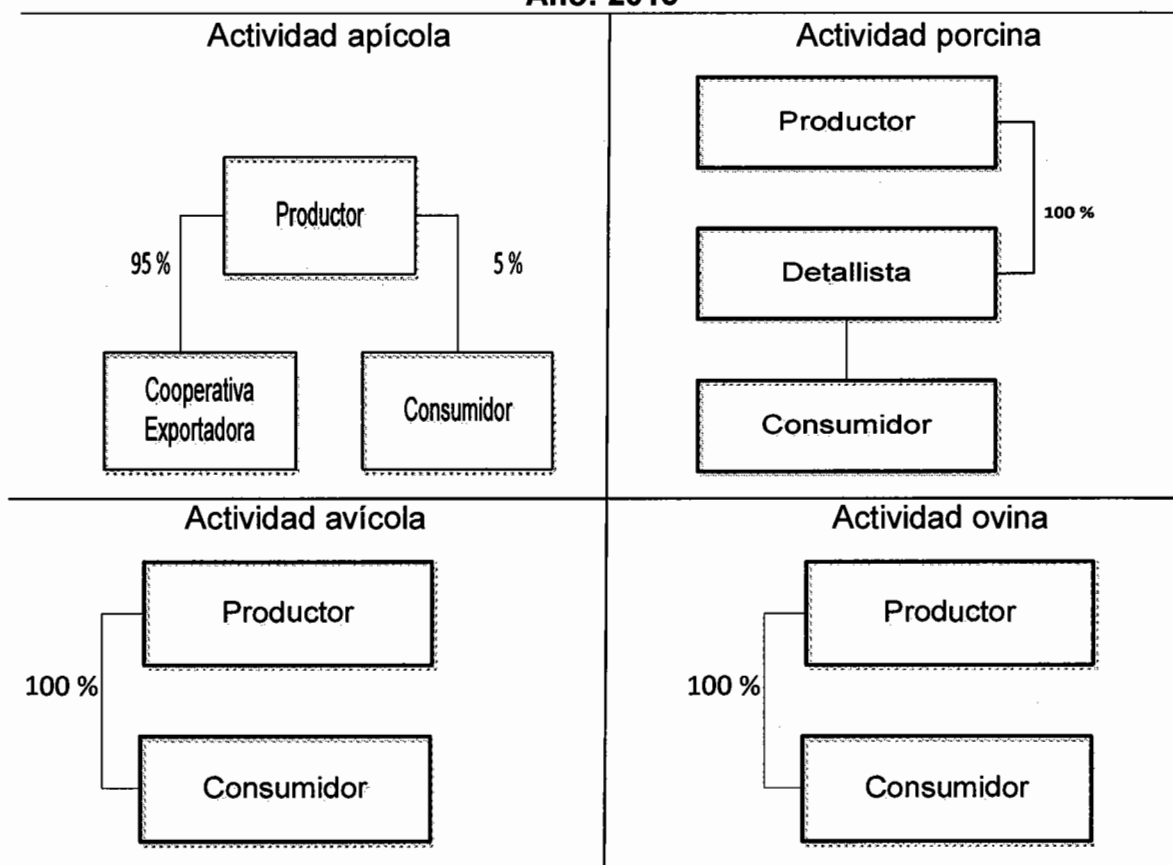 Actividad apícola
Productor
95 %
5 %
Cooperativa
Exportadora
Consumidor
Actividad porcina
Productor
100 %
Detallista
Consumidor
Actividad avícola
Productor
100 %
Consumidor
Actividad ovina
Productor
100 %
Consumidor